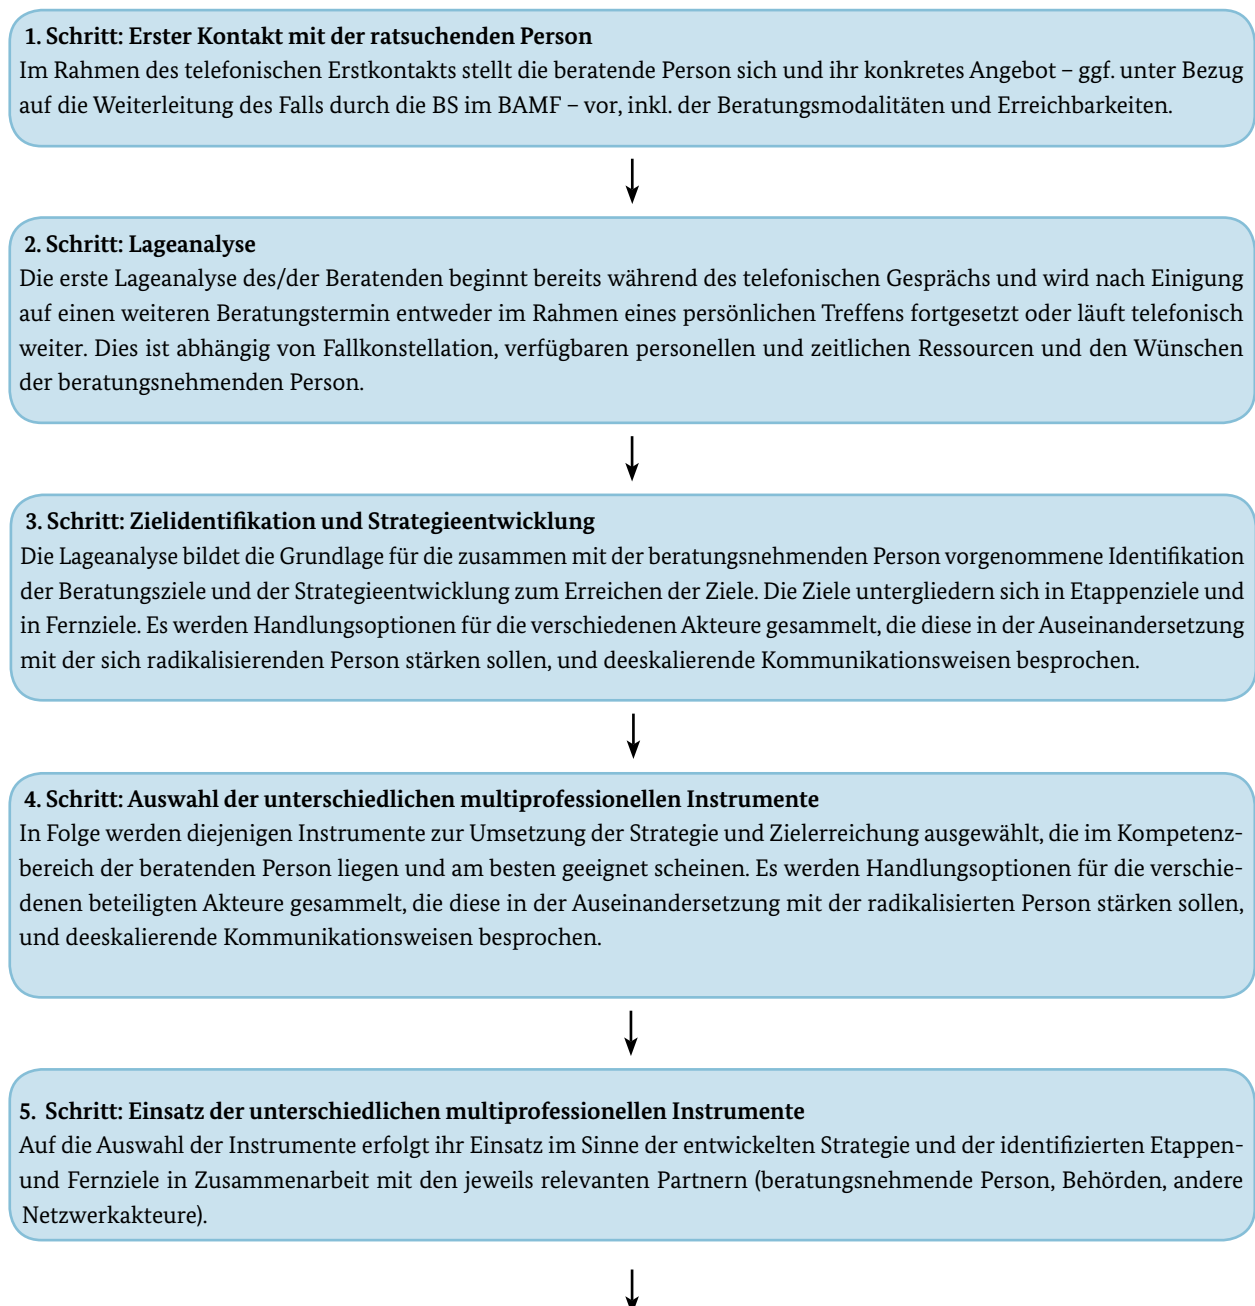 1. Schritt: Erster Kontakt mit der ratsuchenden Person
Im Rahmen des telefonischen Erstkontakts stellt die beratende Person sich und ihr konkretes Angebot – ggf. unter Bezug
auf die Weiterleitung des Falls durch die BS im BAMF – vor, inkl. der Beratungsmodalitäten und Erreichbarkeiten.
2. Schritt: Lageanalyse
Die erste Lageanalyse des/der Beratenden beginnt bereits während des telefonischen Gesprächs und wird nach Einigung
auf einen weiteren Beratungstermin entweder im Rahmen eines persönlichen Treffens fortgesetzt oder läuft telefonisch
weiter. Dies ist abhängig von Fallkonstellation, verfügbaren personellen und zeitlichen Ressourcen und den Wünschen
der beratungsnehmenden Person.
3. Schritt: Zielidentifikation und Strategieentwicklung
Die Lageanalyse bildet die Grundlage für die zusammen mit der beratungsnehmenden Person vorgenommene Identifikation
der Beratungsziele und der Strategieentwicklung zum Erreichen der Ziele. Die Ziele untergliedern sich in Etappenziele und
in Fernziele. Es werden Handlungsoptionen für die verschiedenen Akteure gesammelt, die diese in der Auseinandersetzung
mit der sich radikalisierenden Person stärken sollen, und deeskalierende Kommunikationsweisen besprochen.
4. Schritt: Auswahl der unterschiedlichen multiprofessionellen Instrumente
In Folge werden diejenigen Instrumente zur Umsetzung der Strategie und Zielerreichung ausgewählt, die im Kompetenz-
bereich der beratenden Person liegen und am besten geeignet scheinen. Es werden Handlungsoptionen für die verschie-
denen beteiligten Akteure gesammelt, die diese in der Auseinandersetzung mit der radikalisierten Person stärken sollen,
und deeskalierende Kommunikationsweisen besprochen.
5. Schritt: Einsatz der unterschiedlichen multiprofessionellen Instrumente
Auf die Auswahl der Instrumente erfolgt ihr Einsatz im Sinne der entwickelten Strategie und der identifizierten Etappen-
und Fernziele in Zusammenarbeit mit den jeweils relevanten Partnern (beratungsnehmende Person, Behörden, andere
Netzwerkakteure).